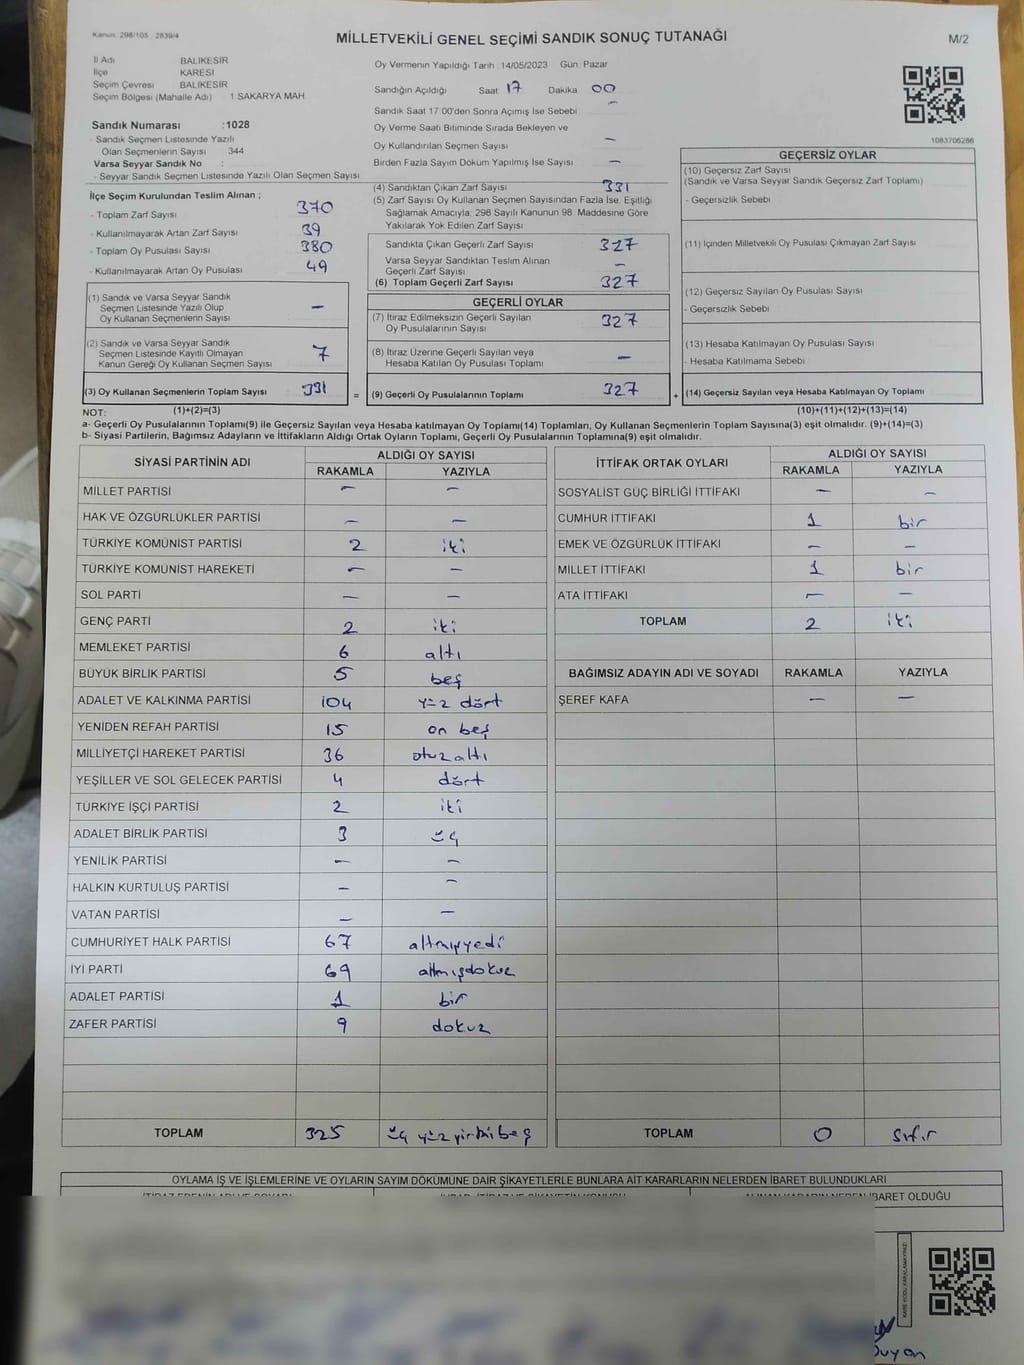 Kanun: 298/105 2839/4
MİLLETVEKİLİ GENEL SEÇİMİ SANDIK SONUÇ TUTANAĞI
M/2
İl Adı BALIKESİR
İlçe KARESİ
Seçim Çevresi BALIKESİR
Seçim Bölgesi (Mahalle Adı) 1 SAKARYA MAH.
Sandık Numarası :1028
- Sandık Seçmen Listesinde Yazılı
Olan Seçmenlerin Sayısı 344
Varsa Seyyar Sandık No :
- Seyyar Sandık Seçmen Listesinde Yazılı Olan Seçmen Sayısı
Oy Vermenin Yapıldığı Tarih :14/05/2023 Gün: Pazar
Sandığın Açıldığı Saat 17 Dakika 00
Sandık Saat 17:00'den Sonra Açımış İse Sebebi : -
Oy Verme Saati Bitiminde Sırada Bekleyen ve
Oy Kullandırılan Seçmen Sayısı -
Birden Fazla Sayım Döküm Yapılmış İse Sayısı -
1083706286
İlçe Seçim Kurulundan Teslim Alınan ;
- Toplam Zarf Sayısı 370
- Kullanılmayarak Artan Zarf Sayısı 39
- Toplam Oy Pusulası Sayısı 380
- Kullanılmayarak Artan Oy Pusulası 49
(1) Sandık ve Varsa Seyyar Sandık
Seçmen Listesinde Yazılı Olup
Oy Kullanan Seçmenlerin Sayısı -
(2) Sandık ve Varsa Seyyar Sandık
Seçmen Listesinde Kayıtlı Olmayan
Kanun Gereği Oy Kullanan Seçmen Sayısı 7
(3) Oy Kullanan Seçmenlerin Toplam Sayısı 331
(1)+(2)=(3)
(4) Sandıktan Çıkan Zarf Sayısı 331
(5) Zarf Sayısı Oy Kullanan Seçmen Sayısından Fazla İse. Eşitliği
Sağlamak Amacıyla, 298 Sayılı Kanunun 98. Maddesine Göre
Yakılarak Yok Edilen Zarf Sayısı
Sandıkta Çıkan Geçerli Zarf Sayısı 327
Varsa Seyyar Sandıktan Teslim Alınan
Geçerli Zarf Sayısı -
(6) Toplam Geçerli Zarf Sayısı 327
GEÇERLİ OYLAR
(7) İtiraz Edilmeksizin Geçerli Sayılan
Oy Pusulalarının Sayısı 327
(8) İtiraz Üzerine Geçerli Sayılan veya
Hesaba Katılan Oy Pusulası Toplamı -
= (9) Geçerli Oy Pusulalarının Toplamı 327 +
GEÇERSİZ OYLAR
(10) Geçersiz Zarf Sayısı
(Sandık ve Varsa Seyyar Sandık Geçersiz Zarf Toplamı)
- Geçersizlik Sebebi
(11) İçinden Milletvekili Oy Pusulası Çıkmayan Zarf Sayısı
(12) Geçersiz Sayılan Oy Pusulası Sayısı
- Geçersizlik Sebebi
(13) Hesaba Katılmayan Oy Pusulası Sayısı
- Hesaba Katılmama Sebebi
(14) Geçersiz Sayılan veya Hesaba Katılmayan Oy Toplamı
(10)+(11)+(12)+(13)=(14)
NOT:
a- Geçerli Oy Pusulalarının Toplamı(9) ile Geçersiz Sayılan veya Hesaba katılmayan Oy Toplamı(14) Toplamları, Oy Kullanan Seçmenlerin Toplam Sayısına(3) eşit olmalıdır. (9)+(14)=(3)
b- Siyasi Partilerin, Bağımsız Adayların ve İttifakların Aldığı Ortak Oyların Toplamı, Geçerli Oy Pusulalarının Toplamına(9) eşit olmalıdır.
SİYASİ PARTİNİN ADI ALDIĞI OY SAYISI
RAKAMLA YAZIYLA
MİLLET PARTİSİ - -
HAK VE ÖZGÜRLÜKLER PARTİSİ - -
TÜRKİYE KOMÜNİST PARTİSİ 2 iki
TÜRKİYE KOMÜNİST HAREKETİ - -
SOL PARTİ - -
GENÇ PARTİ 2 iki
MEMLEKET PARTİSİ 6 altı
BÜYÜK BİRLİK PARTİSİ 5 beş
ADALET VE KALKINMA PARTİSİ 104 yüz dört
YENİDEN REFAH PARTİSİ 15 on beş
MİLLİYETÇİ HAREKET PARTİSİ 36 otuzaltı
YEŞİLLER VE SOL GELECEK PARTİSİ 4 dört
TÜRKİYE İŞÇİ PARTİSİ 2 iki
ADALET BİRLİK PARTİSİ 3 üç
YENİLİK PARTİSİ - -
HALKIN KURTULUŞ PARTİSİ - -
VATAN PARTİSİ - -
CUMHURİYET HALK PARTİSİ 67 altmışyedi
İYİ PARTİ 69 altmışdokuz
ADALET PARTİSİ 1 bir
ZAFER PARTİSİ 9 dokuz
TOPLAM 325 üç yüz yirmi beş
İTTİFAK ORTAK OYLARI ALDIĞI OY SAYISI
RAKAMLA YAZIYLA
SOSYALİST GÜÇ BİRLİĞİ İTTİFAKI - -
CUMHUR İTTİFAKI 1 bir
EMEK VE ÖZGÜRLÜK İTTİFAKI - -
MİLLET İTTİFAKI 1 bir
ATA İTTİFAKI - -
TOPLAM 2 iki
BAĞIMSIZ ADAYIN ADI VE SOYADI RAKAMLA YAZIYLA
ŞEREF KAFA - -
TOPLAM 0 sıfır
OYLAMA İŞ VE İŞLEMLERİNE VE OYLARIN SAYIM DÖKÜMÜNE DAİR ŞİKAYETLERLE BUNLARA AİT KARARLARIN NELERDEN İBARET BULUNDUKLARI
İBARET OLDUĞU